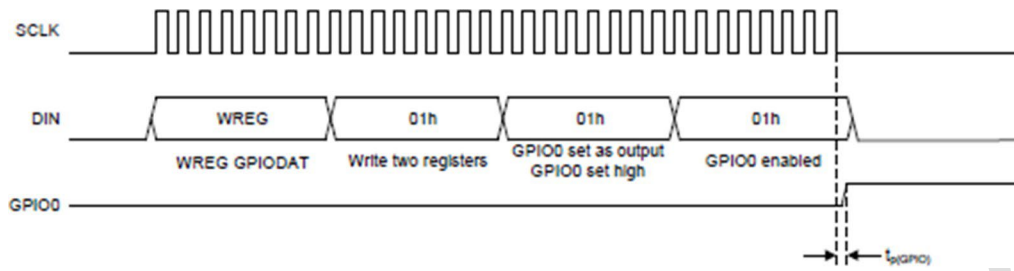 SCLK
DIN
WREG
01h
01h
01h
WREG GPIODAT
Write two registers
GPIO0 set as output
GPIO0 set high
GPIO0 enabled
GPIO0
tp(GPIO)